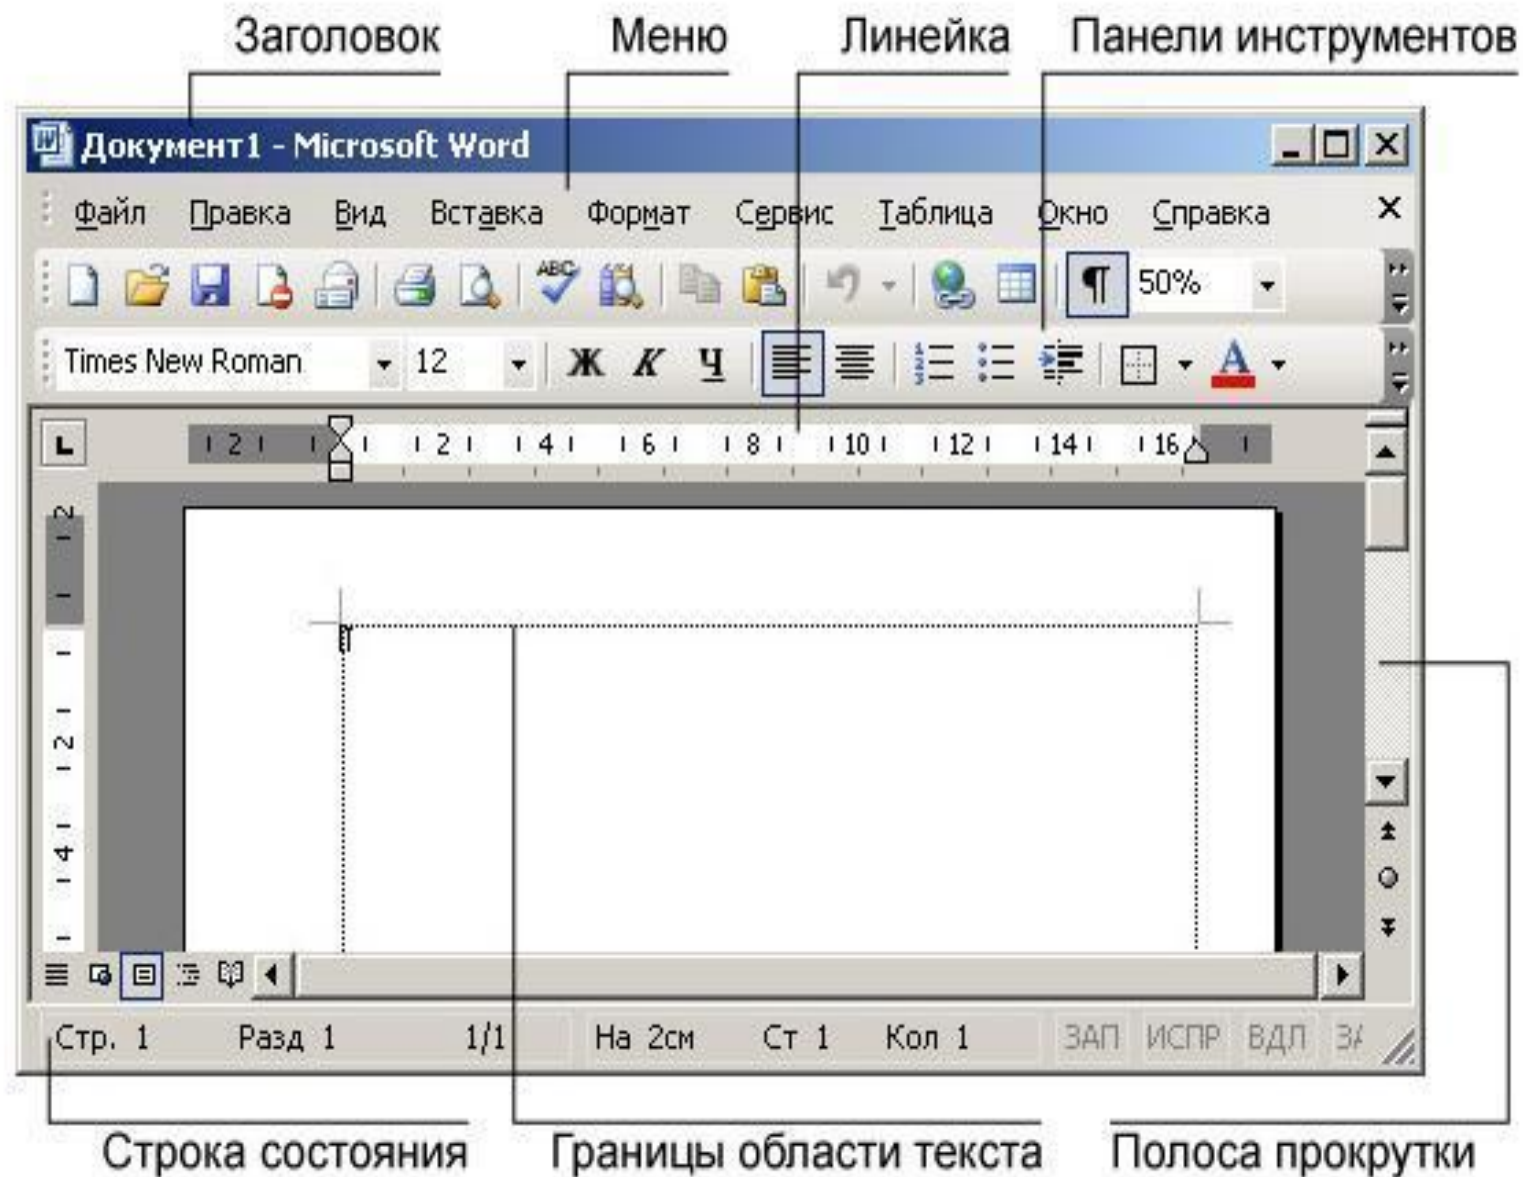 Заголовок Меню Линейка Панели инструментов
Документ1 - Microsoft Word
Файл Правка Вид Вставка Формат Сервис Таблица Окно Справка
ABC ¶ 50%
Times New Roman 12 Ж К Ч A
L 2 2 4 6 8 10 12 14 16
2
2
4
Стр. 1 Разд 1 1/1 На 2см Ст 1 Кол 1 ЗАП ИСПР ВДЛ
Строка состояния Границы области текста Полоса прокрутки